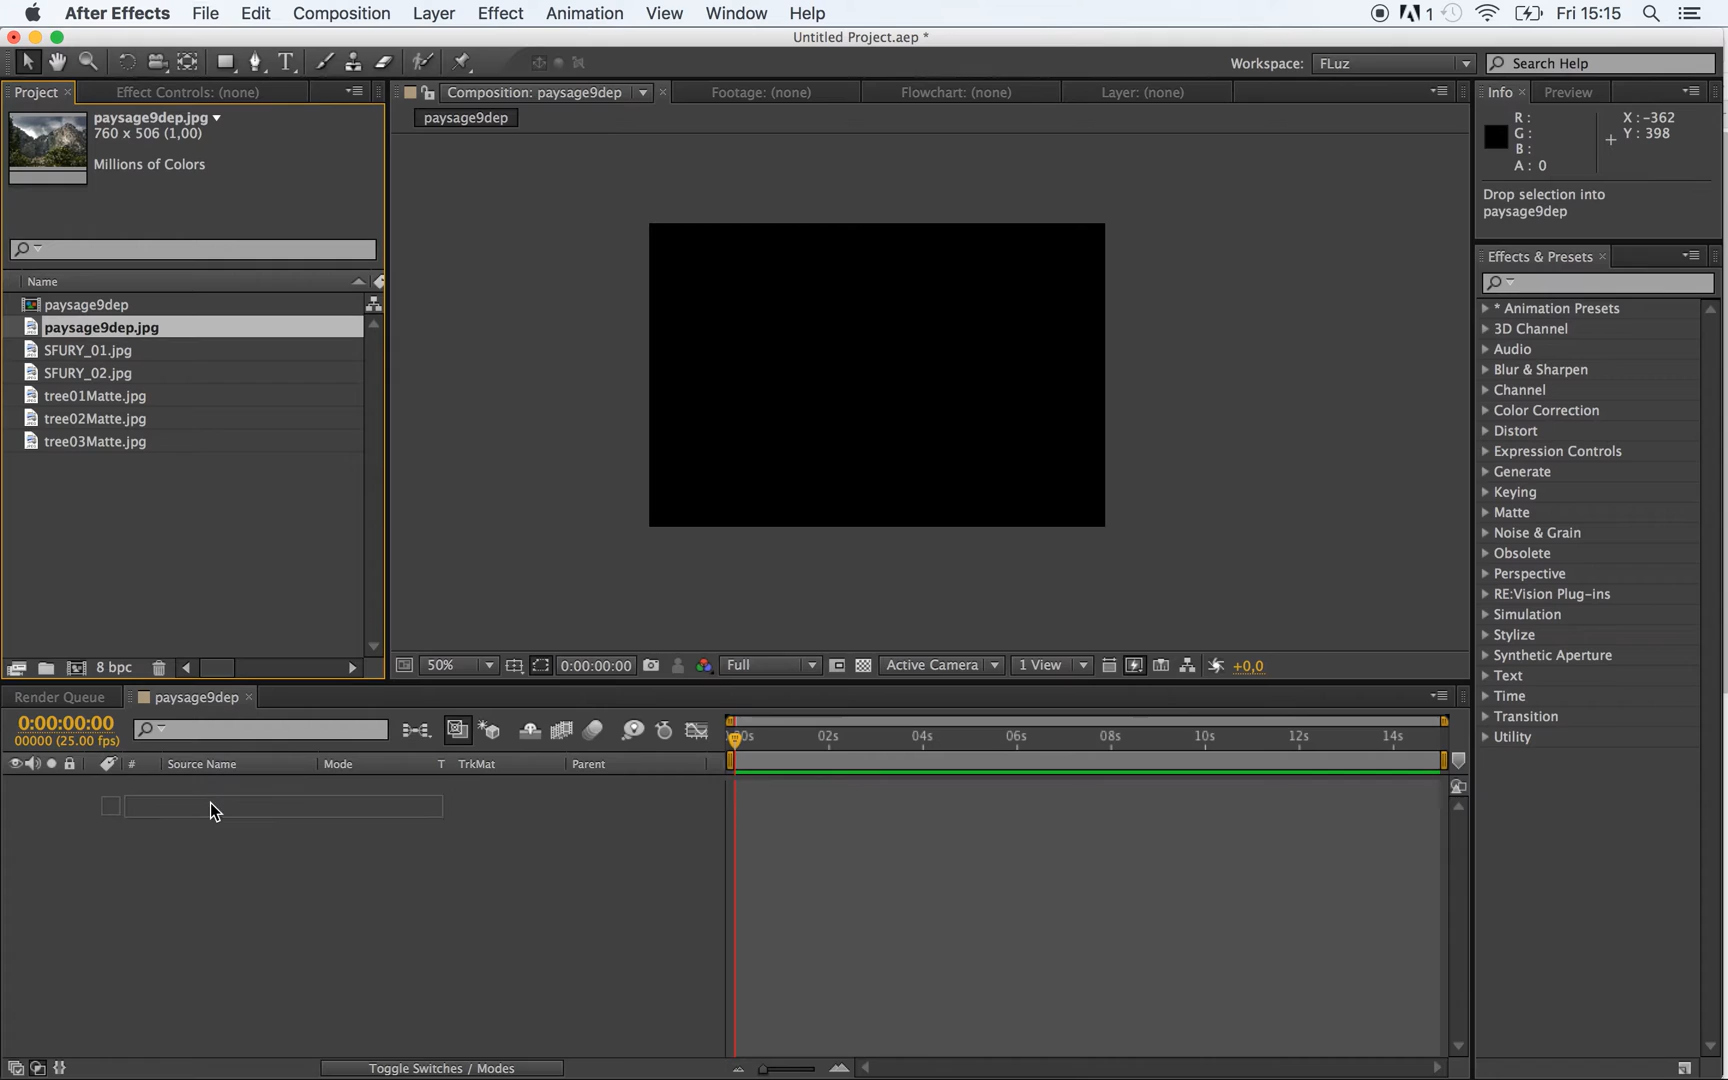 After Effects File Edit Composition Layer Effect Animation View Window Help 1 Fri 15:15
Untitled Project.aep *
T Workspace: FLuz Search Help
Project × Effect Controls: (none) Composition: paysage9dep × Footage: (none) Flowchart: (none) Layer: (none) Info × Preview
paysage9dep.jpg
760 x 506 (1,00)
Millions of Colors
paysage9dep
R :
G :
B :
A : 0
X : -362
Y : 398
Drop selection into
paysage9dep
Effects & Presets ×
Name
paysage9dep
paysage9dep.jpg
SFURY_01.jpg
SFURY_02.jpg
tree01Matte.jpg
tree02Matte.jpg
tree03Matte.jpg
* Animation Presets
3D Channel
Audio
Blur & Sharpen
Channel
Color Correction
Distort
Expression Controls
Generate
Keying
Matte
Noise & Grain
Obsolete
Perspective
RE:Vision Plug-ins
Simulation
Stylize
Synthetic Aperture
Text
Time
Transition
Utility
8 bpc 50% 0:00:00:00 Full Active Camera 1 View +0,0
Render Queue paysage9dep ×
0:00:00:00
00000 (25.00 fps)
00s 02s 04s 06s 08s 10s 12s 14s
# Source Name Mode T TrkMat Parent
Toggle Switches / Modes